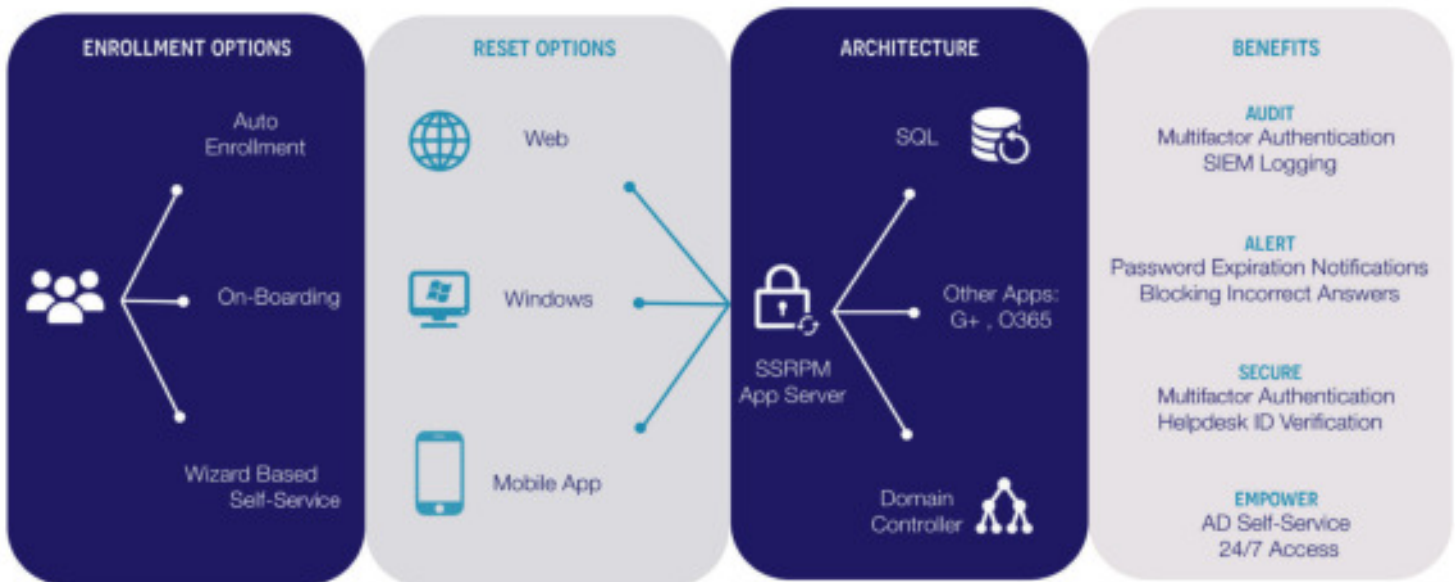 ENROLLMENT OPTIONS
Auto
Enrollment
On-Boarding
Wizard Based
Self-Service
RESET OPTIONS
Web
Windows
Mobile App
ARCHITECTURE
SQL
Other Apps:
G+ , O365
SSRPM
App Server
Domain
Controller
BENEFITS
AUDIT
Multifactor Authentication
SIEM Logging
ALERT
Password Expiration Notifications
Blocking Incorrect Answers
SECURE
Multifactor Authentication
Helpdesk ID Verification
EMPOWER
AD Self-Service
24/7 Access